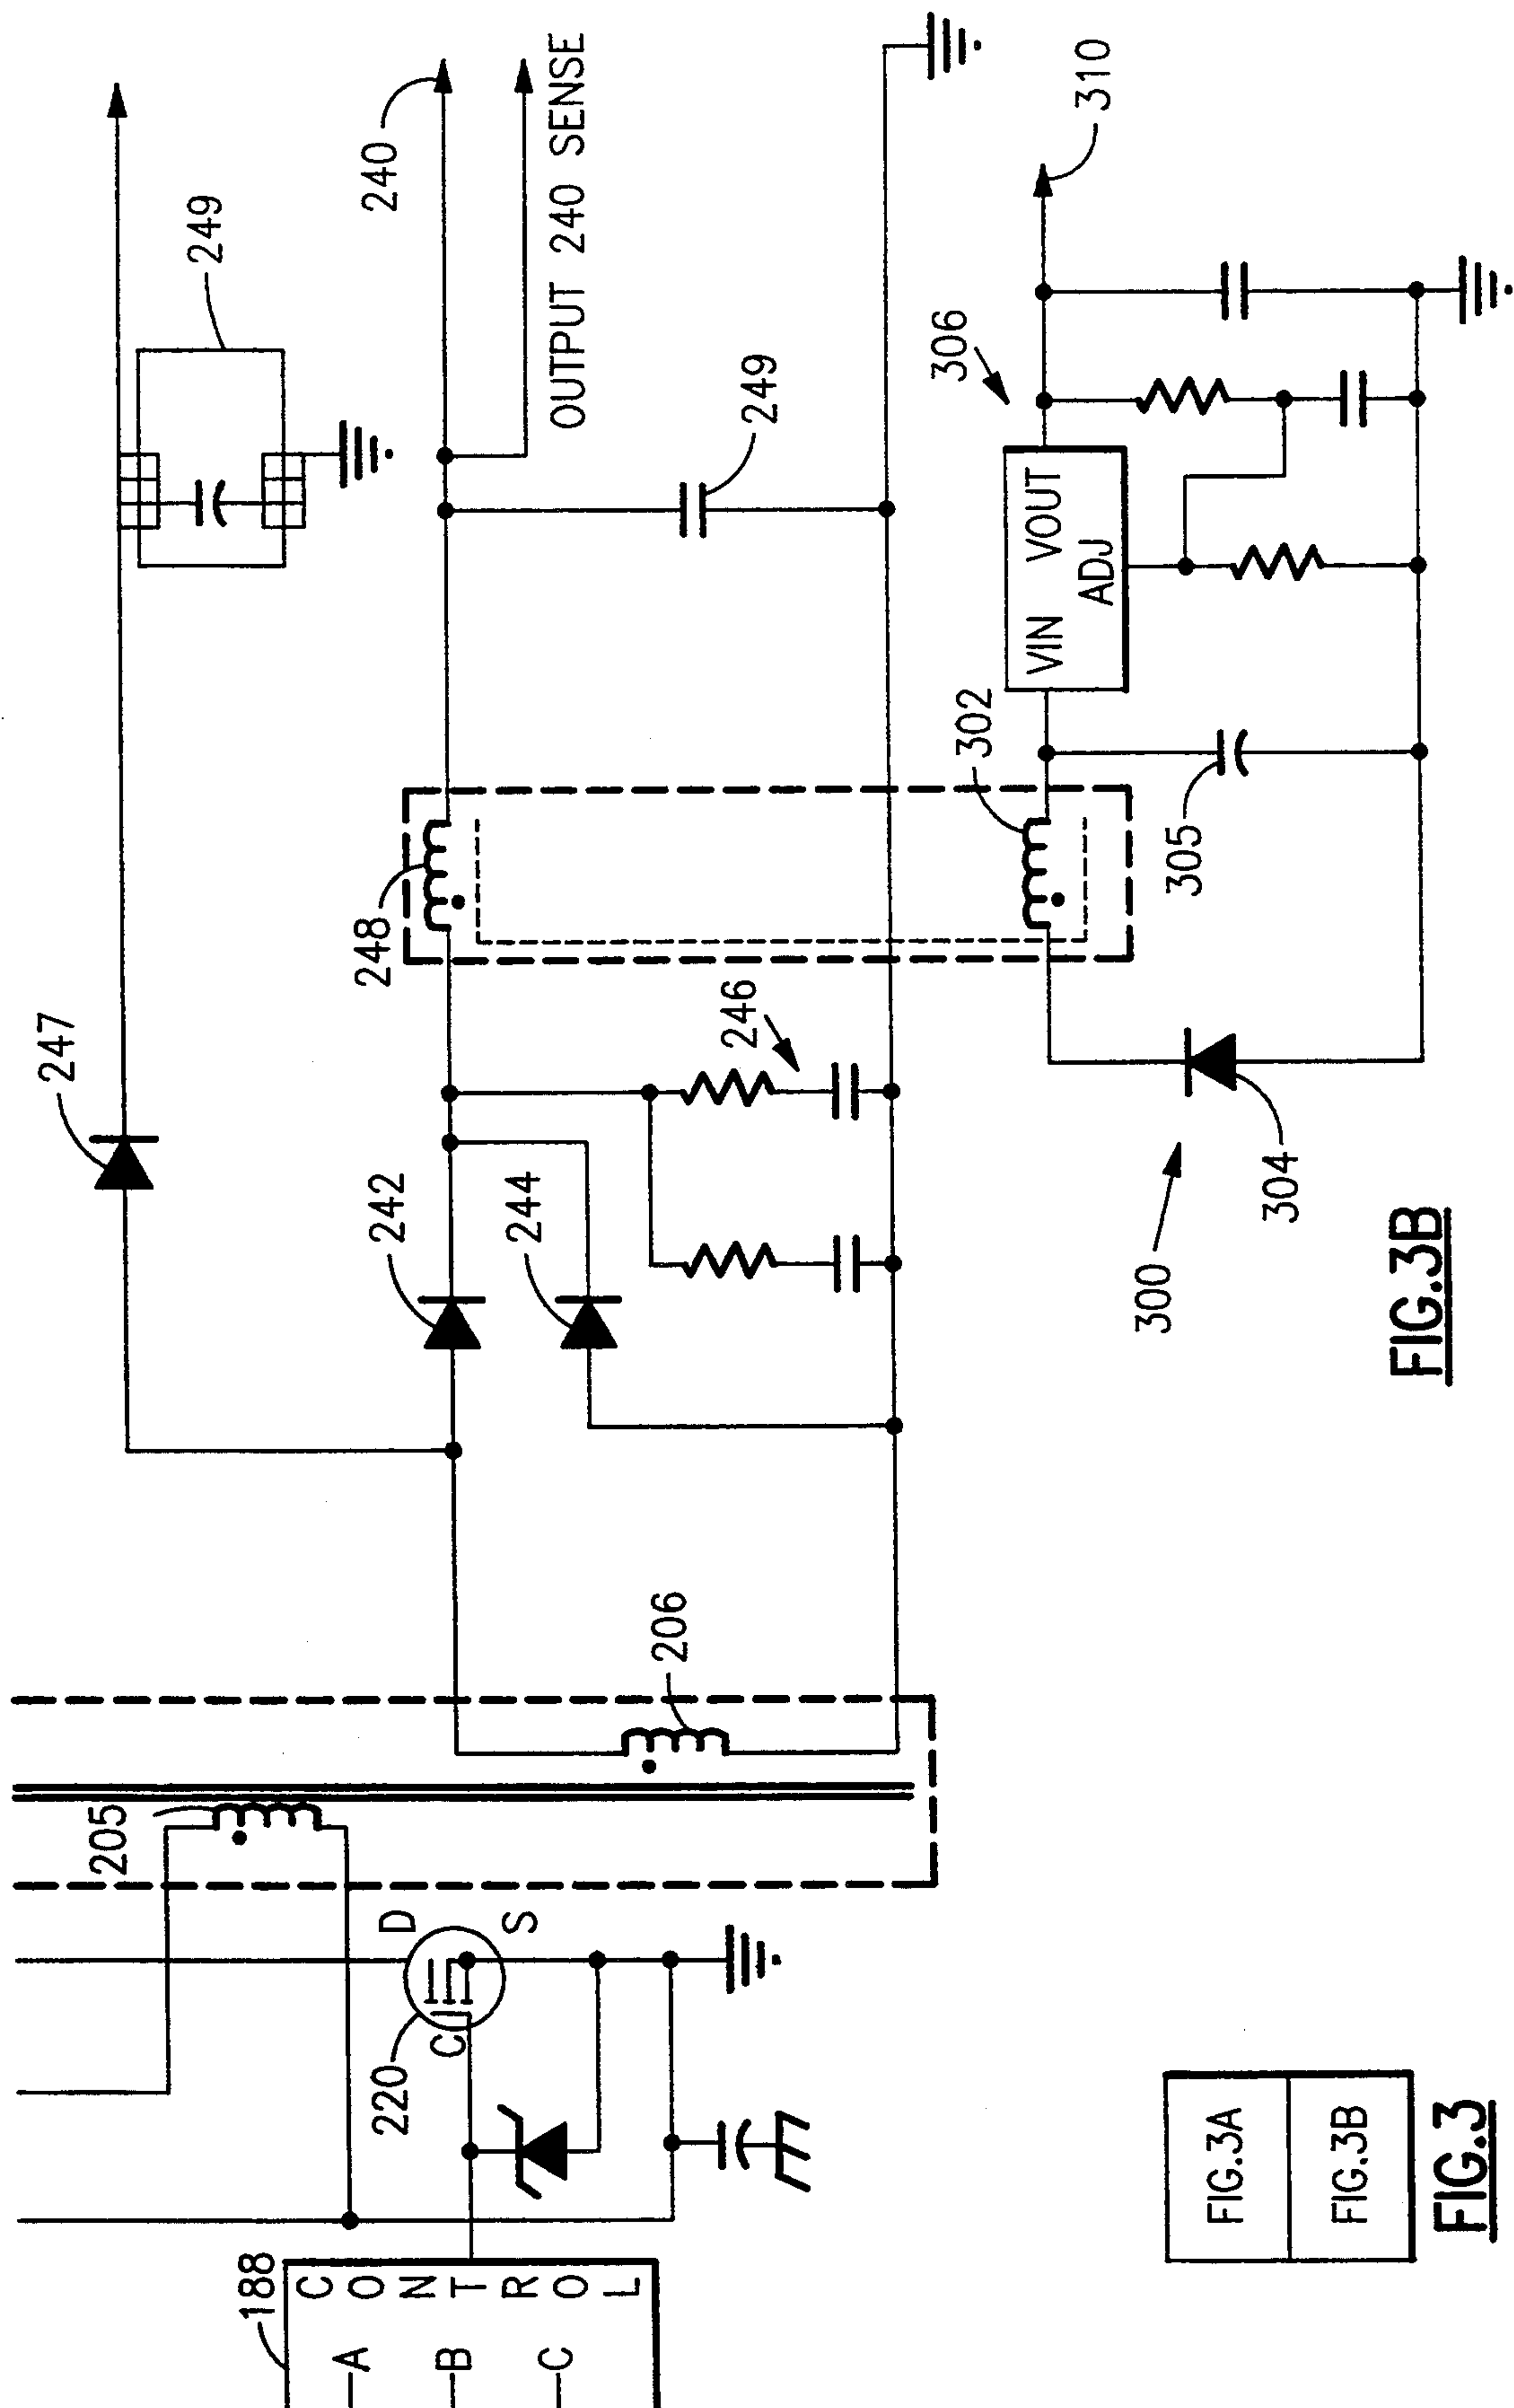 247
249
240
OUTPUT 240 SENSE
242
244
248
246
249
205
206
D
S
C
220
188
CONTROL
A
B
C
302
306
VIN VOUT
ADJ
310
305
304
300
FIG.3B
FIG.3A
FIG.3B
FIG.3